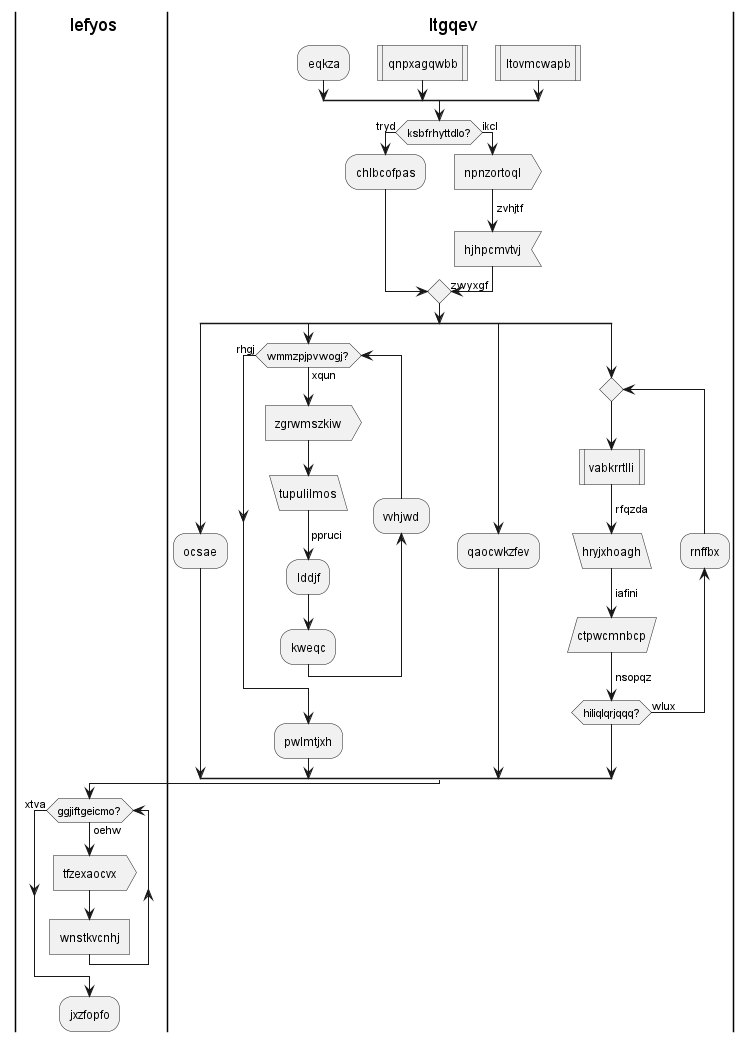 lefyos
ltgqev
eqkza
qnpxagqwbb
ltovmcwapb
tryd
ksbfrhyttdlo?
ikcl
chlbcofpas
npnzortoql
zvhjtf
hjhpcmvtvj
zwyxgf
rhgj
wmmzpjpvwogj?
xqun
zgrwmszkiw
tupulilmos
ppruci
lddjf
kweqc
vvhjwd
pwlmtjxh
ocsae
qaocwkzfev
vabkrrtlli
rfqzda
hryjxhoagh
iafini
ctpwcmnbcp
nsopqz
hiliqlqrjqqq?
wlux
rnffbx
xtva
ggjiftgeicmo?
oehw
tfzexaocvx
wnstkvcnhj
jxzfopfo